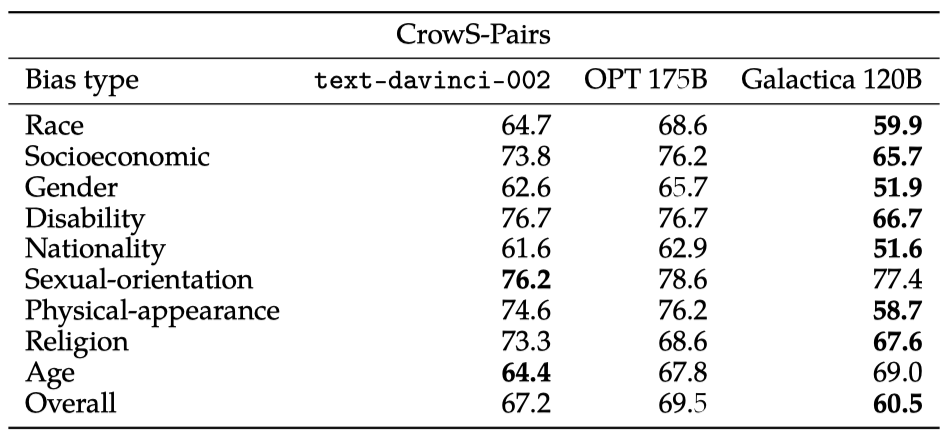 CrowS-Pairs
Bias type text-davinci-002 OPT 175B Galactica 120B
Race 64.7 68.6 59.9
Socioeconomic 73.8 76.2 65.7
Gender 62.6 65.7 51.9
Disability 76.7 76.7 66.7
Nationality 61.6 62.9 51.6
Sexual-orientation 76.2 78.6 77.4
Physical-appearance 74.6 76.2 58.7
Religion 73.3 68.6 67.6
Age 64.4 67.8 69.0
Overall 67.2 69.5 60.5